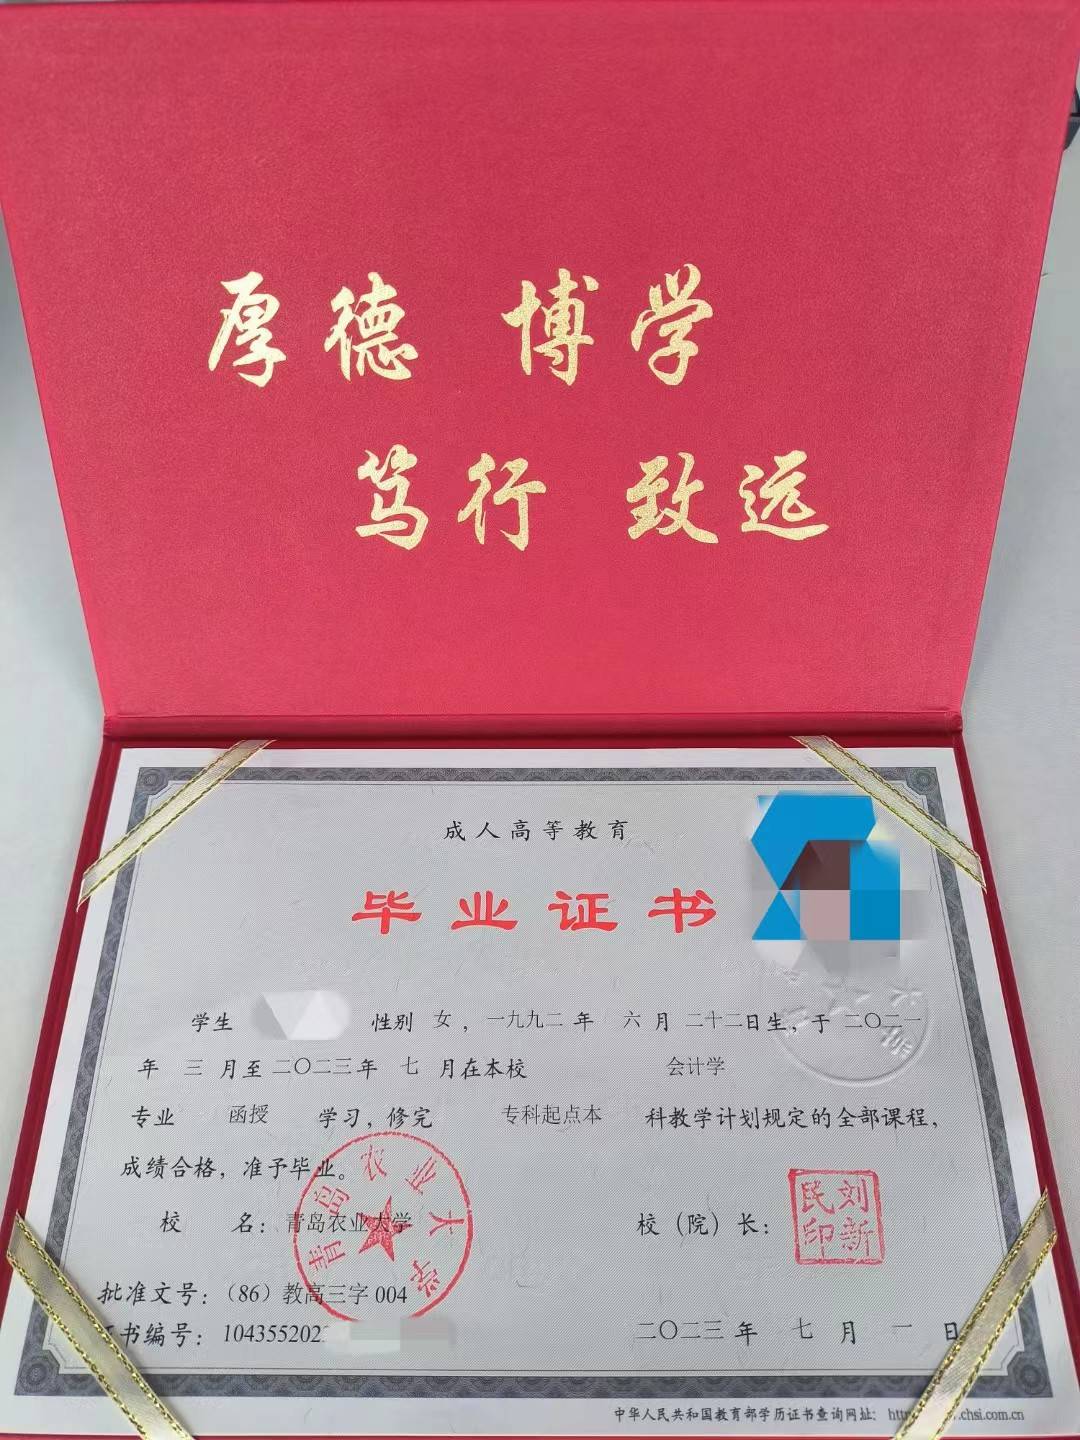 厚德 博学
笃行 致远
成人高等教育
毕业证书
学生 性别 女，一九九二年 六月 二十二日生，于 二〇二一
年 三 月至二〇二三年 七 月在本校 会计学
专业 函授 学习，修完 专科起点本 科教学计划规定的全部课程，
成绩合格，准予毕业。
校 名：青岛农业大学 校（院）长：
青岛农业大学
刘新民印
批准文号：（86）教高三字 004
书编号：104355202
二〇二三年 七 月 一 日
中华人民共和国教育部学历证书查询网址： .chsi.com.cn